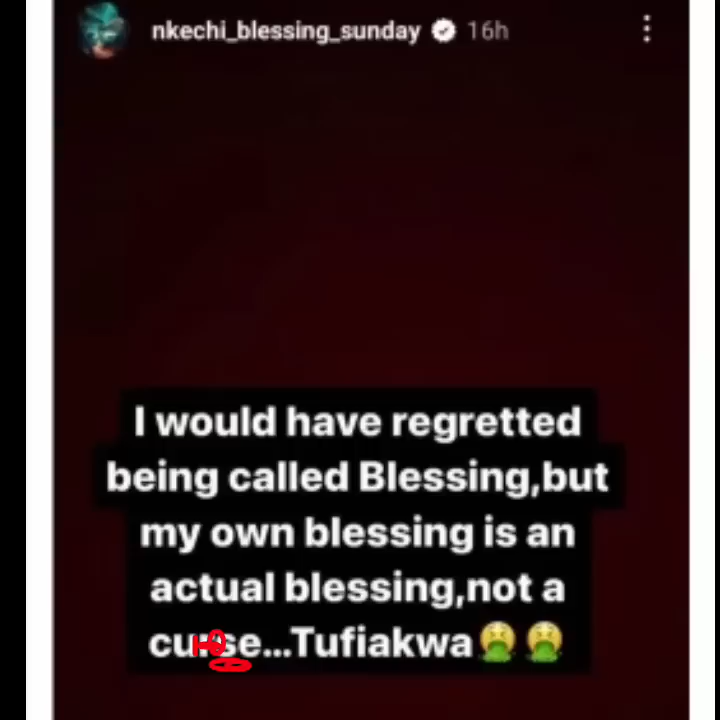 nkechi_blessing_sunday 16h
I would have regretted
being called Blessing,but
my own blessing is an
actual blessing,not a
curse...Tufiakwa🤮🤮